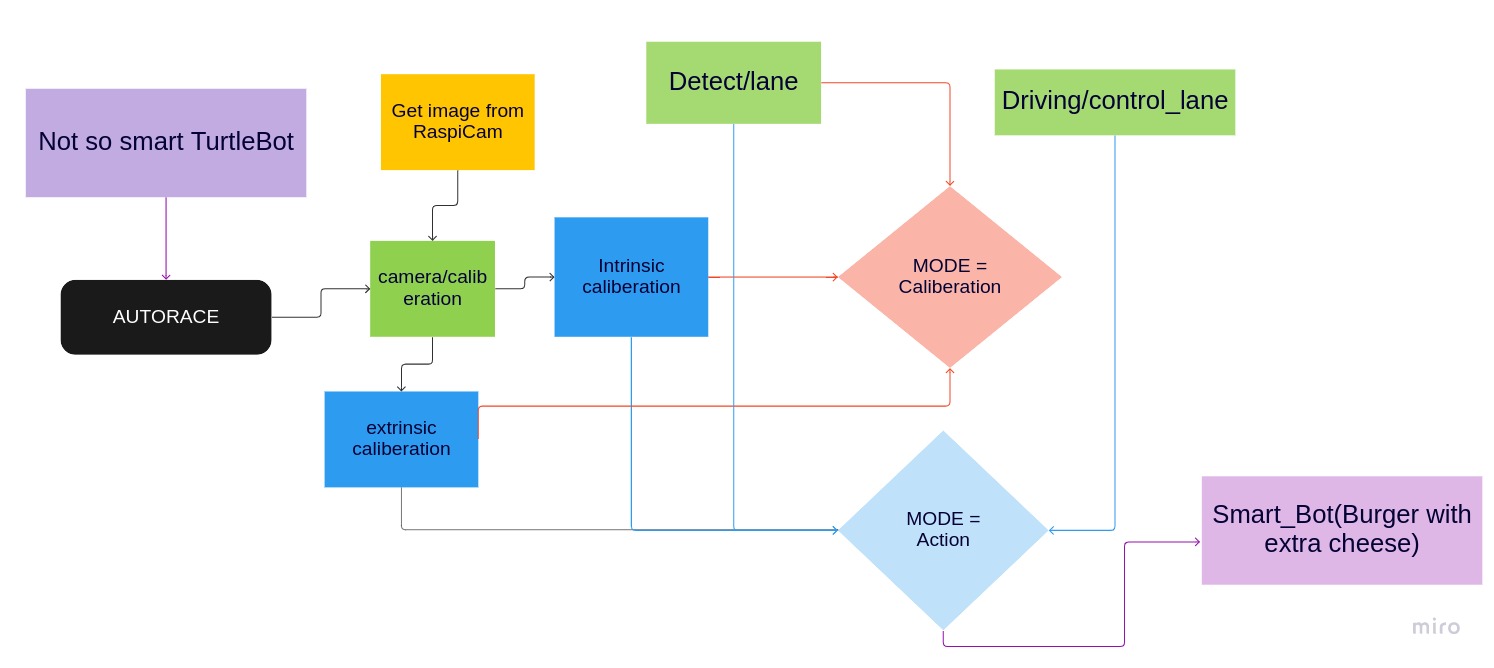 Detect/lane
Driving/control_lane
Get image from
RaspiCam
Not so smart TurtleBot
Intrinsic
caliberation
MODE =
Caliberation
camera/calib
eration
AUTORACE
extrinsic
caliberation
MODE =
Action
Smart_Bot(Burger with
extra cheese)
miro